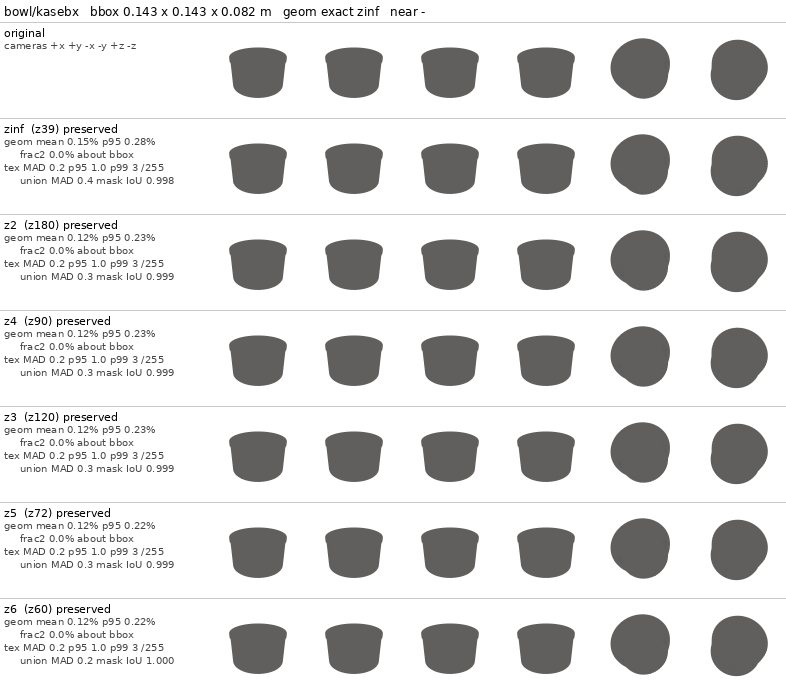 bowl/kasebx   bbox 0.143 x 0.143 x 0.082 m   geom exact zinf   near -
original
cameras +x +y -x -y +z -z
zinf  (z39) preserved
geom mean 0.15% p95 0.28%
frac2 0.0% about bbox
tex MAD 0.2 p95 1.0 p99 3 /255
union MAD 0.4 mask IoU 0.998
z2  (z180) preserved
geom mean 0.12% p95 0.23%
frac2 0.0% about bbox
tex MAD 0.2 p95 1.0 p99 3 /255
union MAD 0.3 mask IoU 0.999
z4  (z90) preserved
geom mean 0.12% p95 0.23%
frac2 0.0% about bbox
tex MAD 0.2 p95 1.0 p99 3 /255
union MAD 0.3 mask IoU 0.999
z3  (z120) preserved
geom mean 0.12% p95 0.23%
frac2 0.0% about bbox
tex MAD 0.2 p95 1.0 p99 3 /255
union MAD 0.3 mask IoU 0.999
z5  (z72) preserved
geom mean 0.12% p95 0.22%
frac2 0.0% about bbox
tex MAD 0.2 p95 1.0 p99 3 /255
union MAD 0.3 mask IoU 0.999
z6  (z60) preserved
geom mean 0.12% p95 0.22%
frac2 0.0% about bbox
tex MAD 0.2 p95 1.0 p99 3 /255
union MAD 0.2 mask IoU 1.000